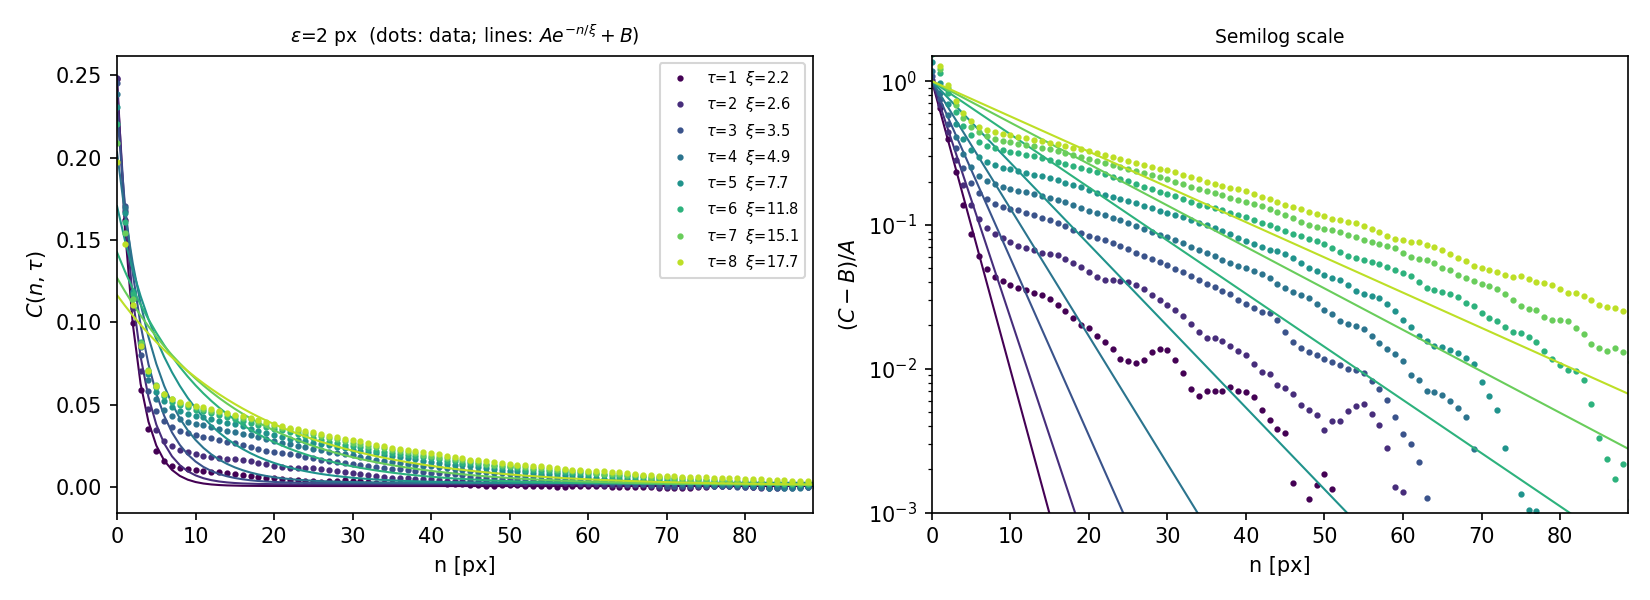 ε=2 px (dots: data; lines: Ae^{-n/ξ} + B)
C(n, τ)
0.25
0.20
0.15
0.10
0.05
0.00
τ=1 ξ=2.2
τ=2 ξ=2.6
τ=3 ξ=3.5
τ=4 ξ=4.9
τ=5 ξ=7.7
τ=6 ξ=11.8
τ=7 ξ=15.1
τ=8 ξ=17.7
0 10 20 30 40 50 60 70 80
n [px]
Semilog scale
(C − B)/A
10⁰
10⁻¹
10⁻²
10⁻³
0 10 20 30 40 50 60 70 80
n [px]